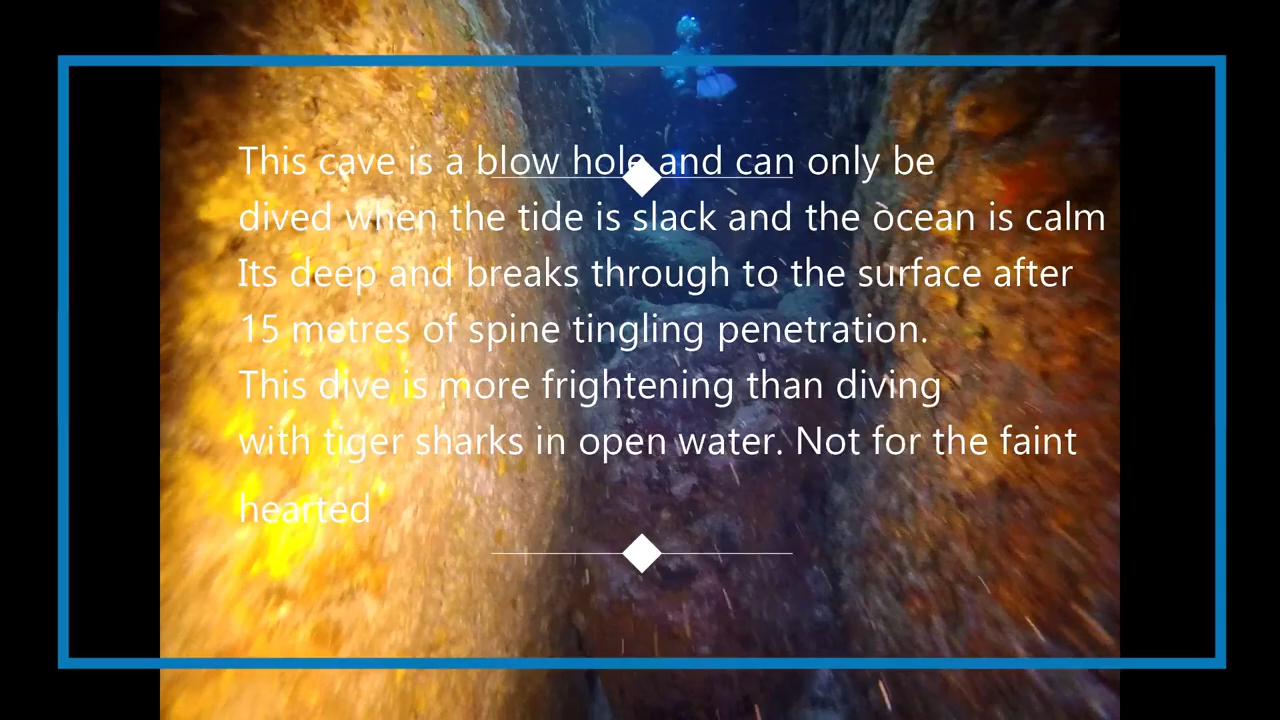 This cave is a blow hole and can only be
dived when the tide is slack and the ocean is calm
Its deep and breaks through to the surface after
15 metres of spine tingling penetration.
This dive is more frightening than diving
with tiger sharks in open water. Not for the faint
hearted